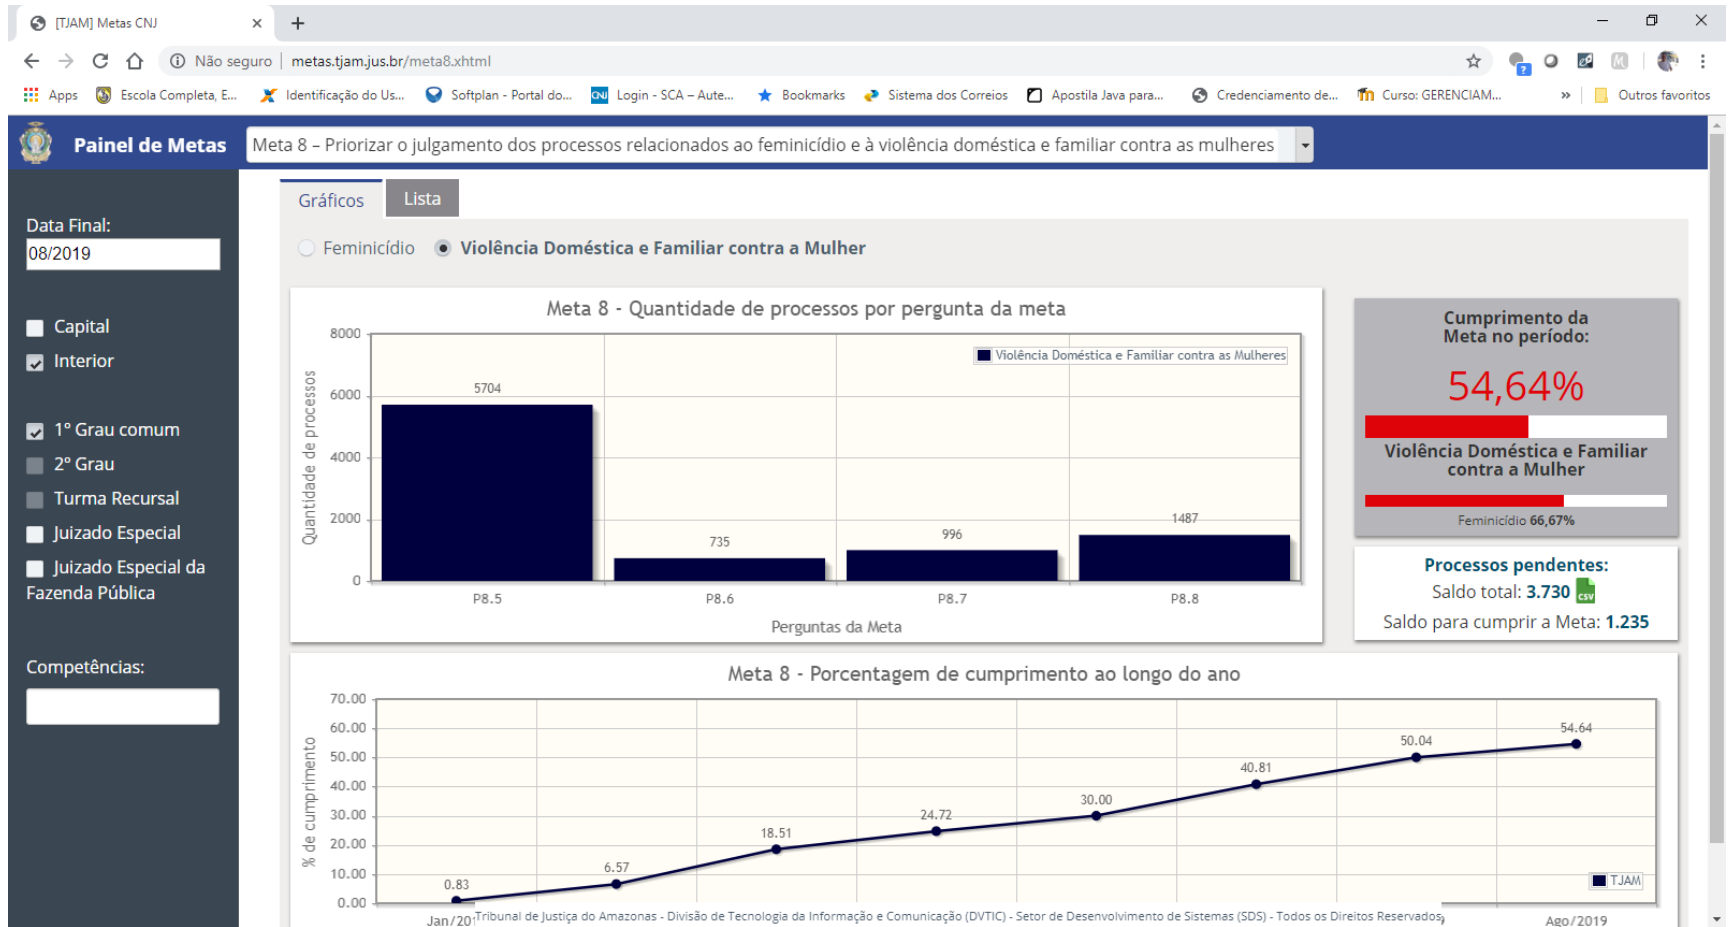 [TJAM] Metas CNJ
Não seguro | metas.tjam.jus.br/meta8.xhtml
Apps Escola Completa, E... Identificação do Us... Softplan - Portal do... CNJ Login - SCA – Aute... Bookmarks Sistema dos Correios Apostila Java para... Credenciamento de... Curso: GERENCIAM... » Outros favoritos
Painel de Metas Meta 8 – Priorizar o julgamento dos processos relacionados ao feminicídio e à violência doméstica e familiar contra as mulheres
Data Final:
08/2019
Capital
Interior
1º Grau comum
2º Grau
Turma Recursal
Juizado Especial
Juizado Especial da
Fazenda Pública
Competências:
Gráficos Lista
Feminicídio Violência Doméstica e Familiar contra a Mulher
Meta 8 - Quantidade de processos por pergunta da meta
Violência Doméstica e Familiar contra as Mulheres
Quantidade de processos
8000
6000
4000
2000
0
5704
735
996
1487
P8.5 P8.6 P8.7 P8.8
Perguntas da Meta
Cumprimento da
Meta no período:
54,64%
Violência Doméstica e Familiar
contra a Mulher
Feminicídio 66,67%
Processos pendentes:
Saldo total: 3.730 CSV
Saldo para cumprir a Meta: 1.235
Meta 8 - Porcentagem de cumprimento ao longo do ano
% de cumprimento
70.00
60.00
50.00
40.00
30.00
20.00
10.00
0.00
0.83
6.57
18.51
24.72
30.00
40.81
50.04
54.64
TJAM
Jan/201 Ago/2019
Tribunal de Justiça do Amazonas - Divisão de Tecnologia da Informação e Comunicação (DVTIC) - Setor de Desenvolvimento de Sistemas (SDS) - Todos os Direitos Reservados